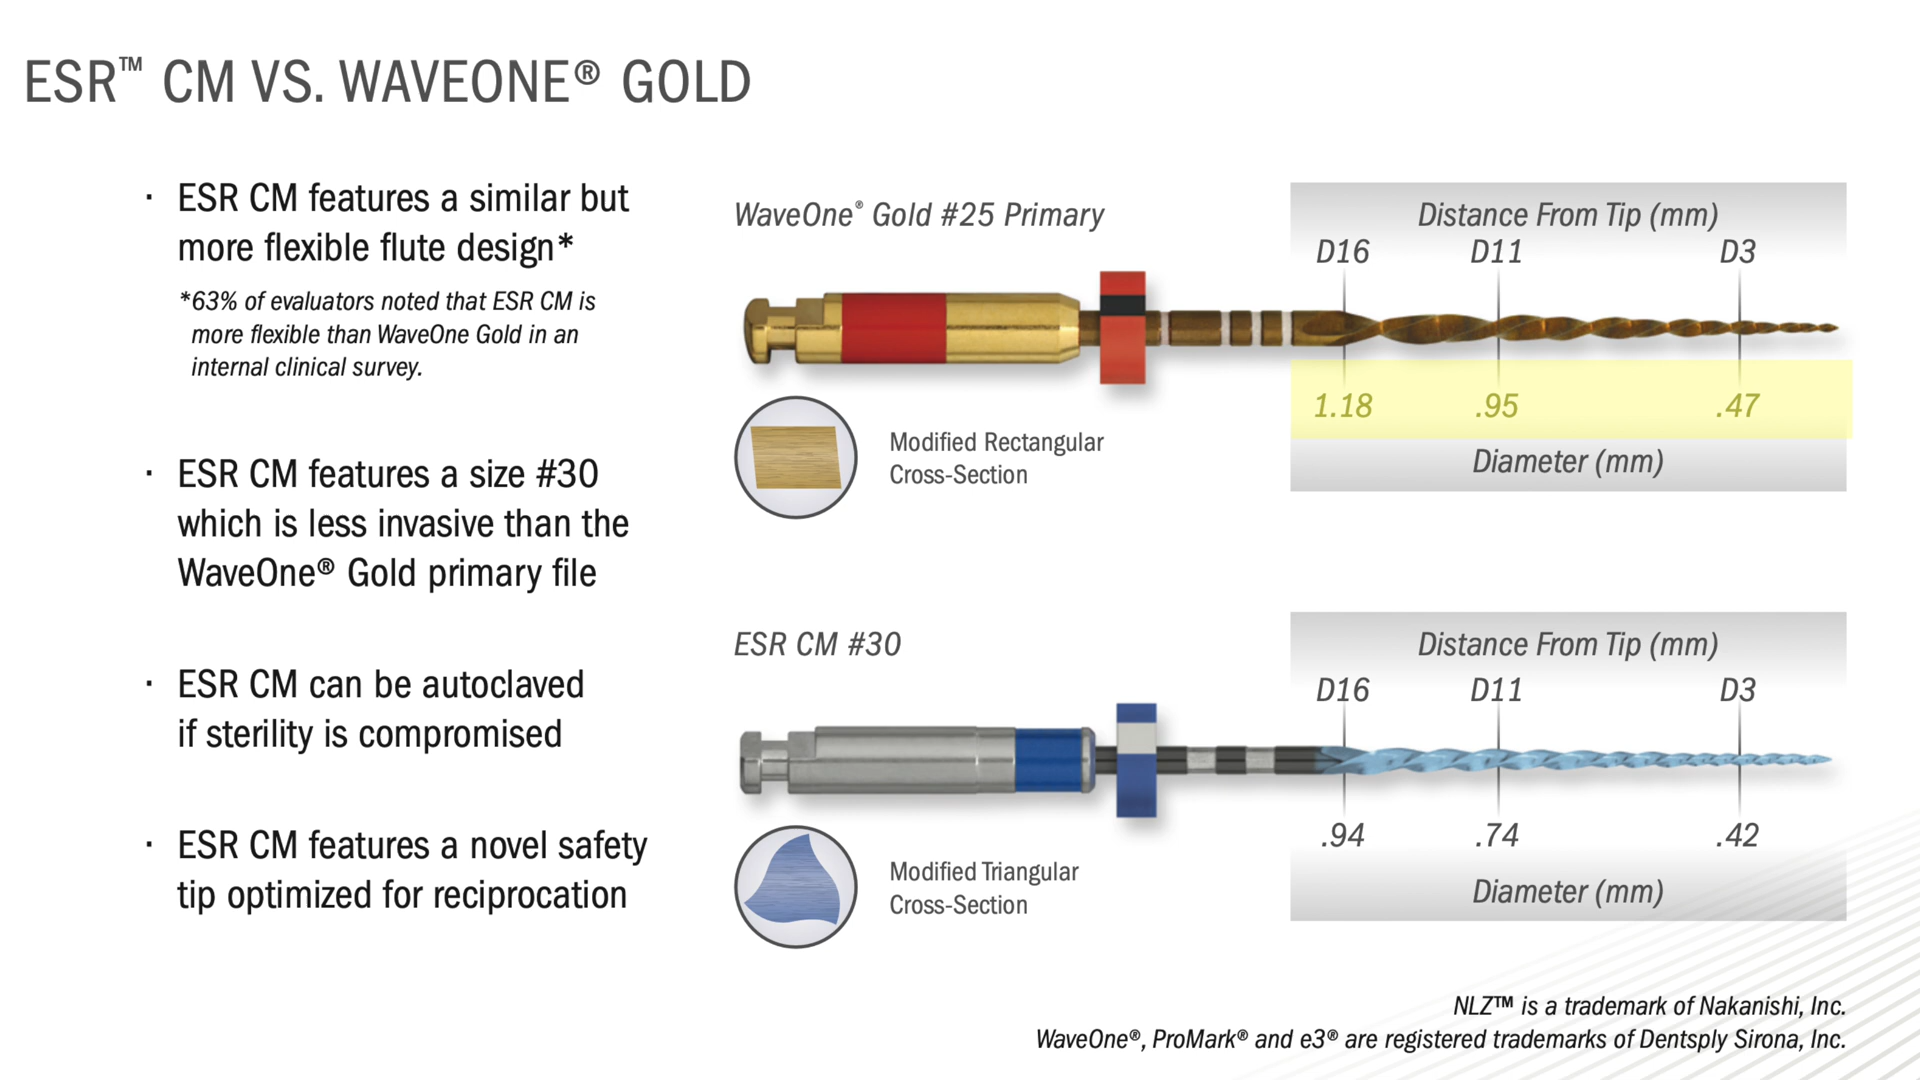 ESR™ CM VS. WAVEONE® GOLD
· ESR CM features a similar but
more flexible flute design*
*63% of evaluators noted that ESR CM is
more flexible than WaveOne Gold in an
internal clinical survey.
· ESR CM features a size #30
which is less invasive than the
WaveOne® Gold primary file
· ESR CM can be autoclaved
if sterility is compromised
· ESR CM features a novel safety
tip optimized for reciprocation
WaveOne® Gold #25 Primary
Distance From Tip (mm)
D16 D11 D3
1.18 .95 .47
Diameter (mm)
Modified Rectangular
Cross-Section
ESR CM #30
Distance From Tip (mm)
D16 D11 D3
.94 .74 .42
Diameter (mm)
Modified Triangular
Cross-Section
NLZ™ is a trademark of Nakanishi, Inc.
WaveOne®, ProMark® and e3® are registered trademarks of Dentsply Sirona, Inc.